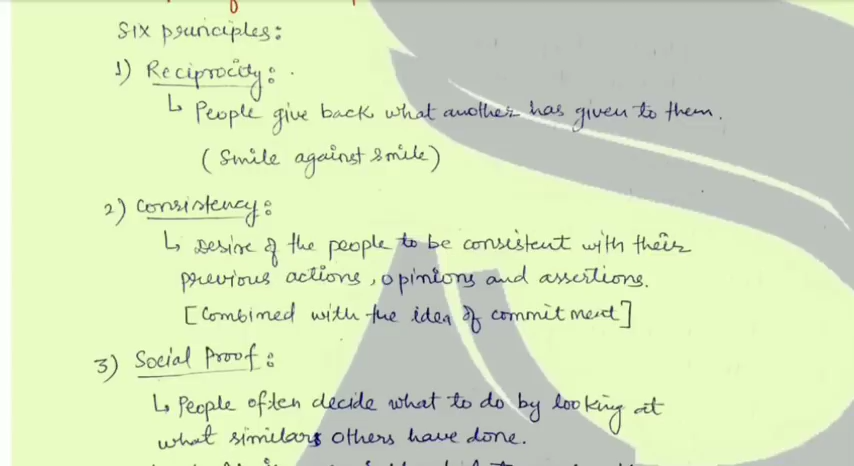 Six principles:
1) Reciprocity:
↳ People give back what another has given to them.
(Smile against smile)
2) Consistency:
↳ Desire of the people to be consistent with their
previous actions, opinions and assertions.
[Combined with the idea of commitment]
3) Social Proof:
↳ People often decide what to do by looking at
what similars others have done.